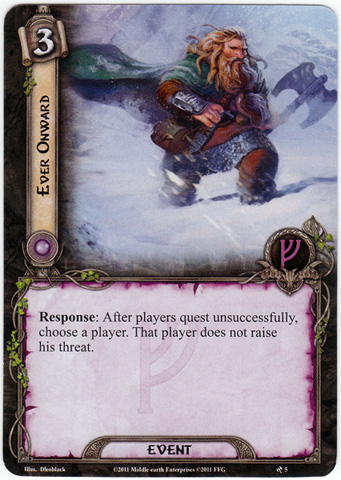 3
Ever Onward
Response: After players quest unsuccessfully,
choose a player. That player does not raise
his threat.
EVENT
Illus. Dleoblack
©2011 Middle-earth Enterprises ©2011 FFG
5